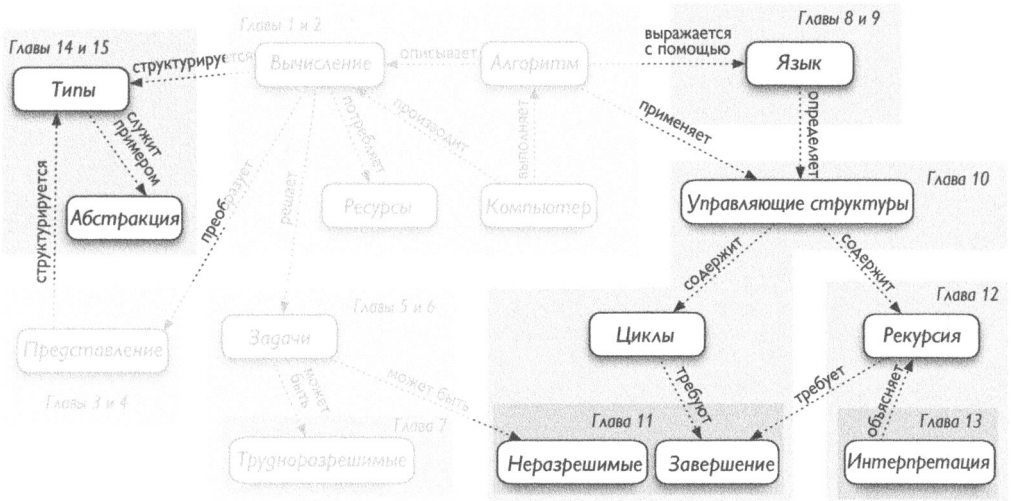 Главы 1 и 2
Главы 8 и 9
Главы 14 и 15
структурируется
Вычисление
описывает
Алгоритм
выражается
с помощью
Язык
Типы
служит
примером
потребляет
производит
выполняет
применяет
определяет
структурируется
Абстракция
преобразует
решает
Ресурсы
Компьютер
Управляющие структуры
Глава 10
содержит
содержит
Главы 5 и 6
Глава 12
Представление
Задачи
Циклы
Рекурсия
Главы 3 и 4
может
быть
может быть
требуют
требует
объясняет
Глава 7
Глава 11
Глава 13
Труднорозрешимые
Неразрешимые
Завершение
Интерпретация